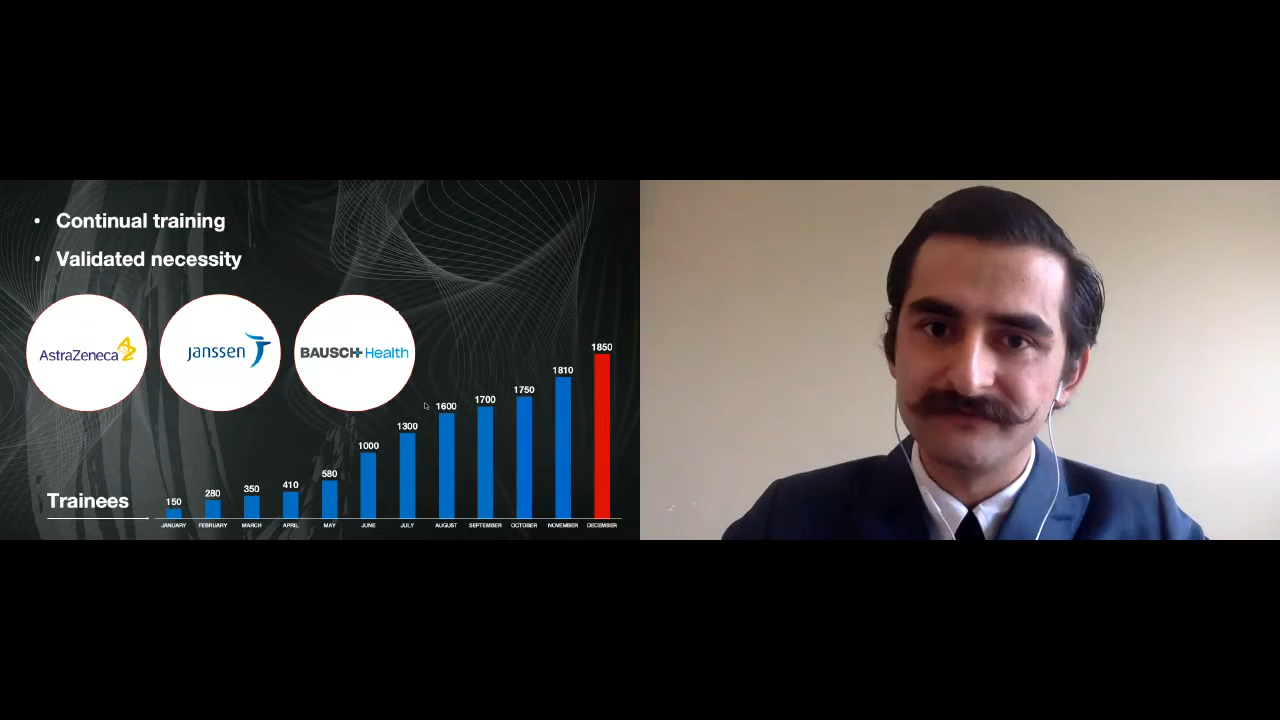 • Continual training
• Validated necessity
AstraZeneca
janssen
BAUSCH+Health
1850
1810
1750
1700
1600
1300
1000
580
410
350
280
150
Trainees
JANUARY FEBRUARY MARCH APRIL MAY JUNE JULY AUGUST SEPTEMBER OCTOBER NOVEMBER DECEMBER